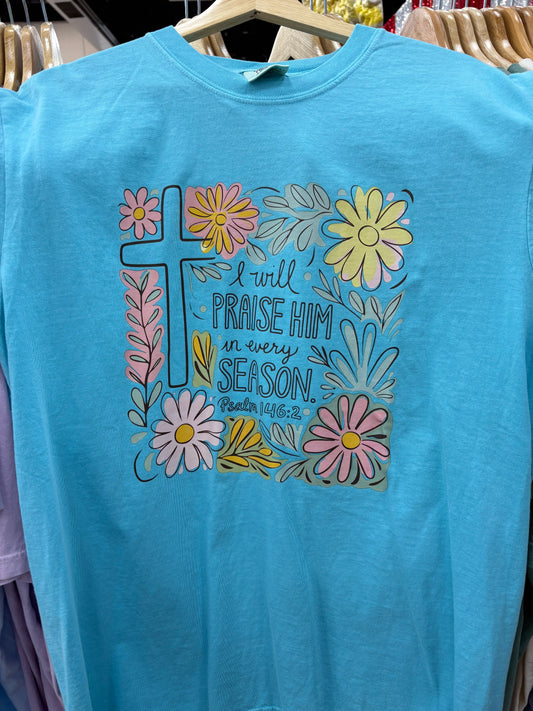 I will
PRAISE HIM
in every
SEASON.
Psalm 146:2